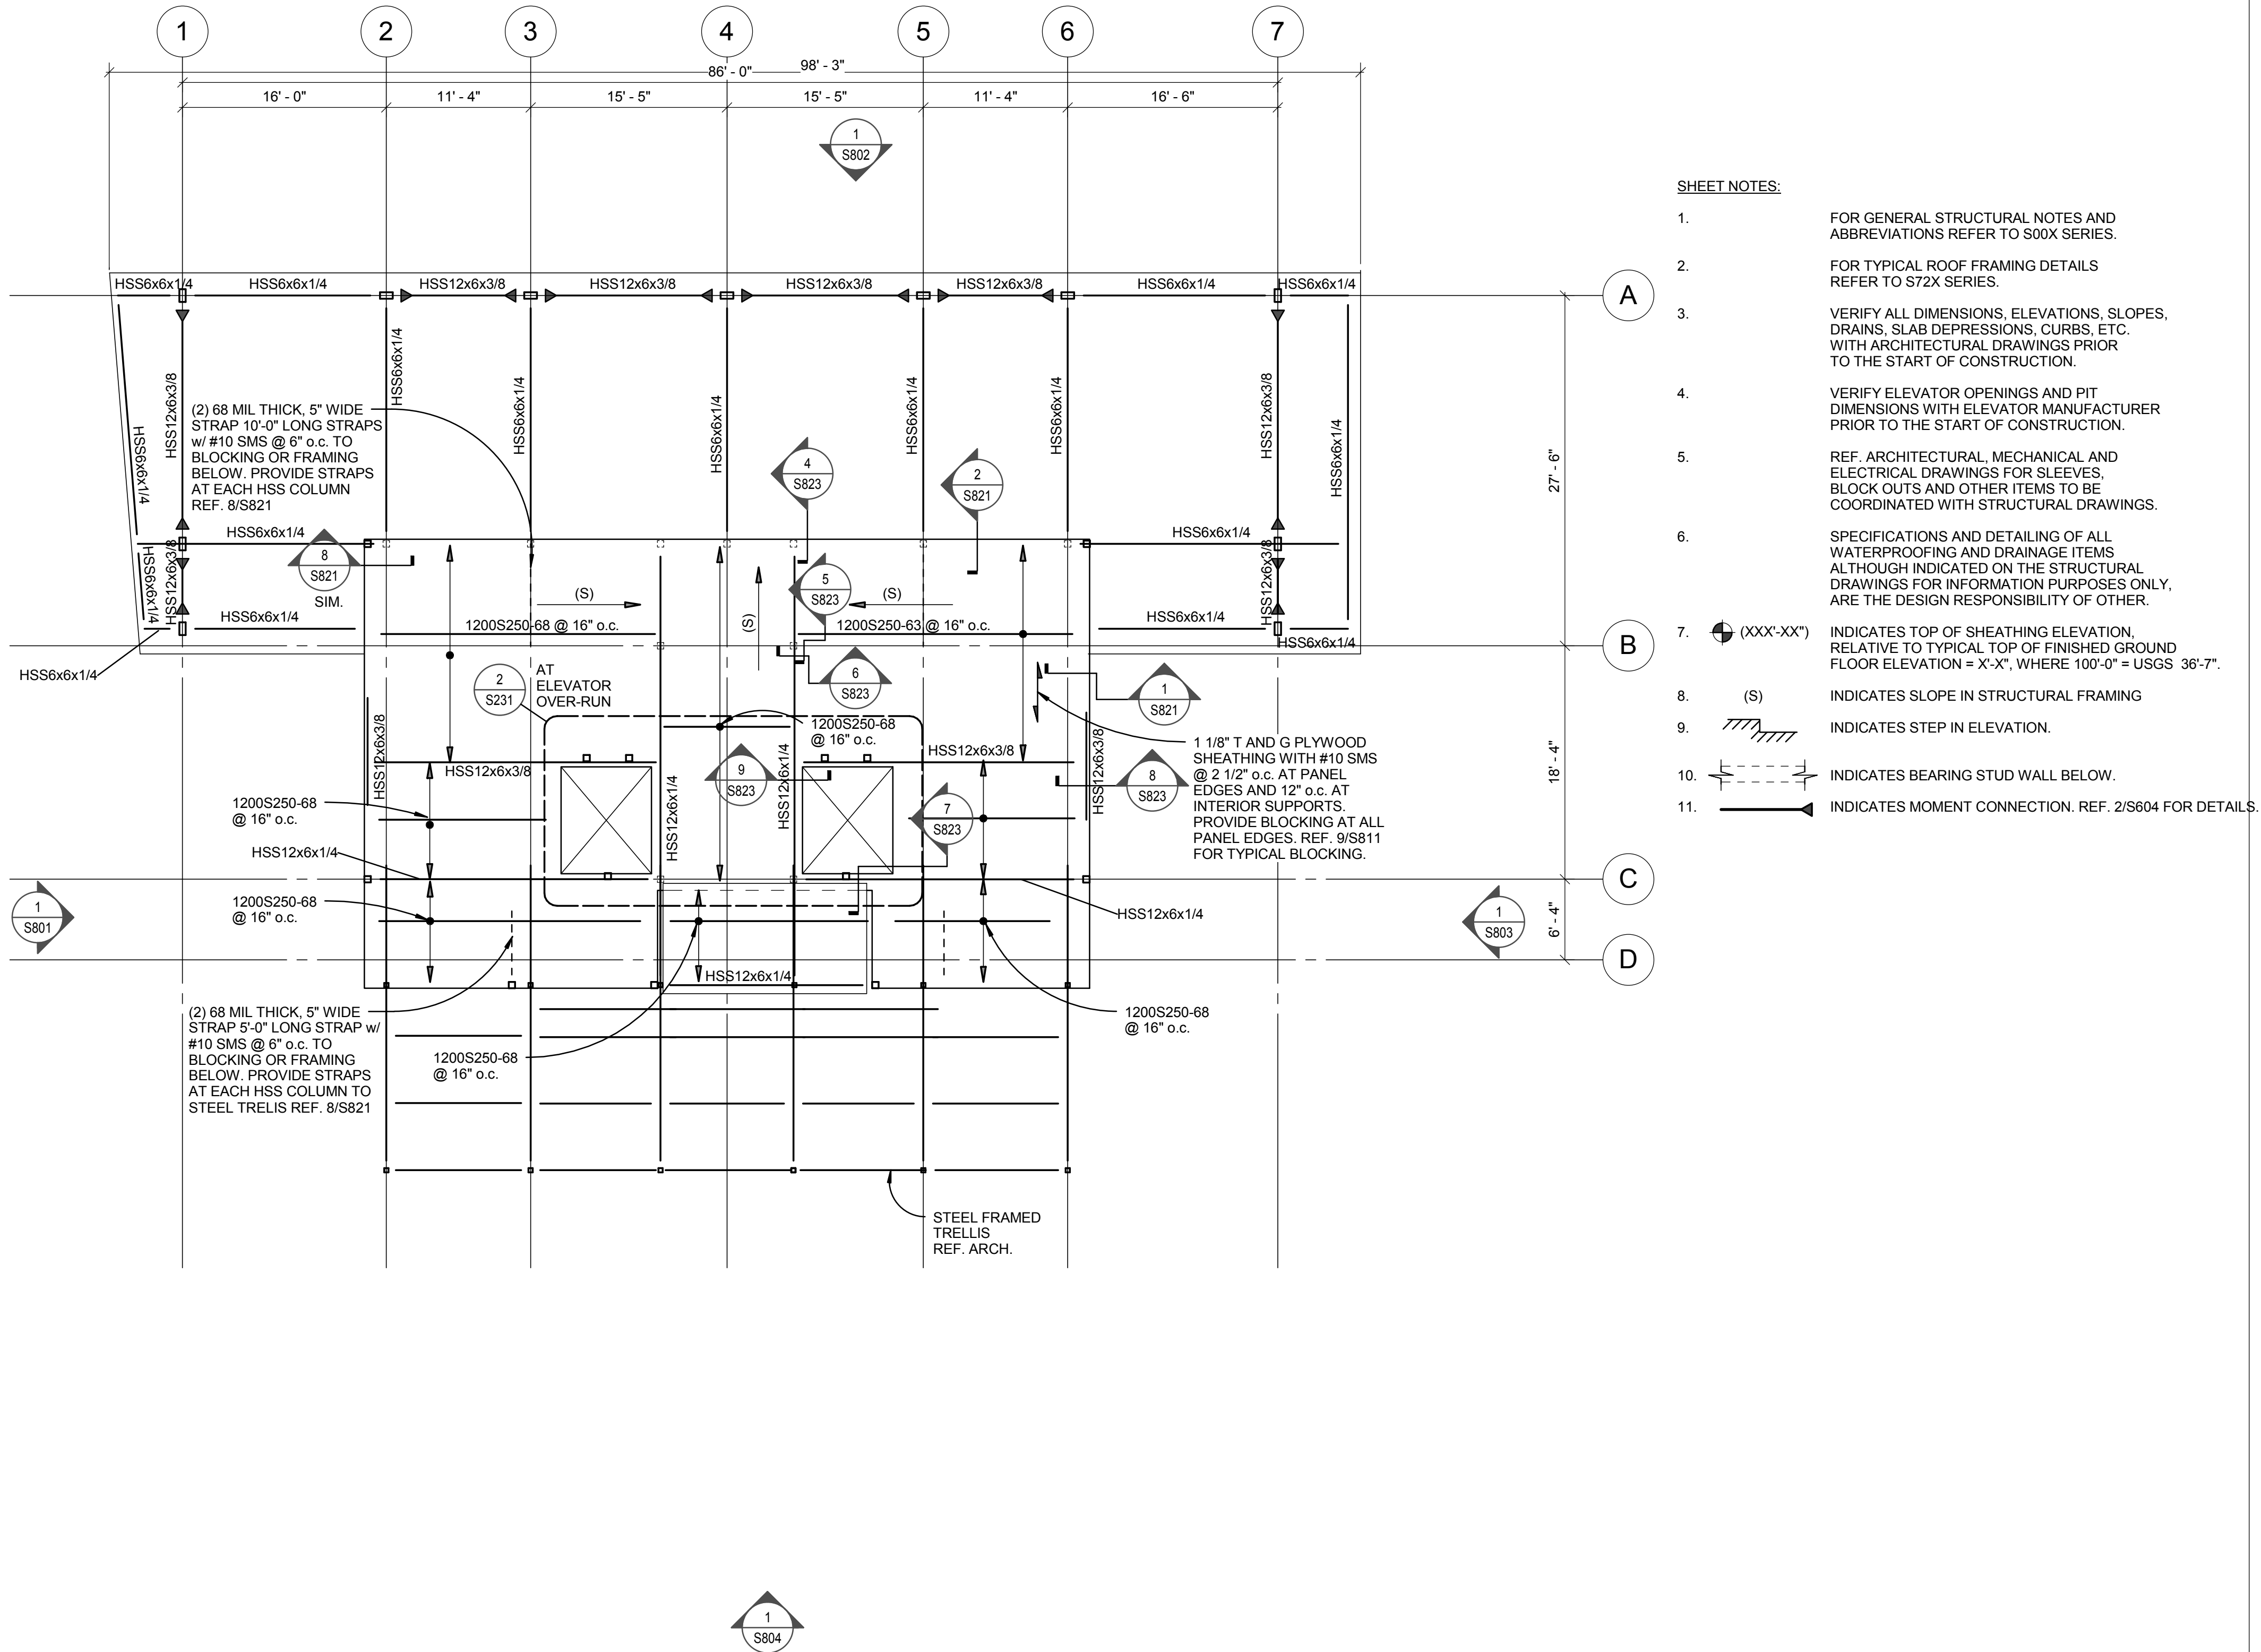 1
2
3
4
5
6
7
98' - 3"
86' - 0"
16' - 0"
11' - 4"
15' - 5"
15' - 5"
11' - 4"
16' - 6"
1
S802
HSS6x6x1/4
HSS6x6x1/4
HSS12x6x3/8
HSS12x6x3/8
HSS12x6x3/8
HSS12x6x3/8
HSS6x6x1/4
HSS6x6x1/4
A
HSS6x6x1/4
HSS12x6x3/8
HSS6x6x1/4
HSS6x6x1/4
HSS6x6x1/4
HSS6x6x1/4
HSS6x6x1/4
HSS12x6x3/8
HSS6x6x1/4
27' - 6"
(2) 68 MIL THICK, 5" WIDE
STRAP 10'-0" LONG STRAPS
w/ #10 SMS @ 6" o.c. TO
BLOCKING OR FRAMING
BELOW. PROVIDE STRAPS
AT EACH HSS COLUMN
REF. 8/S821
4
S823
2
S821
HSS6x6x1/4
HSS6x6x1/4
8
S821
SIM.
HSS6x6x1/4
HSS12x6x3/8
HSS12x6x3/8
5
S823
(S)
(S)
(S)
HSS6x6x1/4
HSS6x6x1/4
1200S250-68 @ 16" o.c.
1200S250-63 @ 16" o.c.
HSS6x6x1/4
HSS6x6x1/4
B
2
S231
AT
ELEVATOR
OVER-RUN
6
S823
1
S821
HSS12x6x3/8
1200S250-68
@ 16" o.c.
HSS12x6x3/8
HSS12x6x3/8
HSS12x6x3/8
HSS12x6x1/4
HSS12x6x1/4
9
S823
8
S823
7
S823
1 1/8" T AND G PLYWOOD
SHEATHING WITH #10 SMS
@ 2 1/2" o.c. AT PANEL
EDGES AND 12" o.c. AT
INTERIOR SUPPORTS.
PROVIDE BLOCKING AT ALL
PANEL EDGES. REF. 9/S811
FOR TYPICAL BLOCKING.
18' - 4"
1200S250-68
@ 16" o.c.
HSS12x6x1/4
C
1
S801
1200S250-68
@ 16" o.c.
HSS12x6x1/4
1
S803
6' - 4"
D
HSS12x6x1/4
(2) 68 MIL THICK, 5" WIDE
STRAP 5'-0" LONG STRAP w/
#10 SMS @ 6" o.c. TO
BLOCKING OR FRAMING
BELOW. PROVIDE STRAPS
AT EACH HSS COLUMN TO
STEEL TRELIS REF. 8/S821
1200S250-68
@ 16" o.c.
1200S250-68
@ 16" o.c.
STEEL FRAMED
TRELLIS
REF. ARCH.
1
S804
SHEET NOTES:
1. FOR GENERAL STRUCTURAL NOTES AND
ABBREVIATIONS REFER TO S00X SERIES.
2. FOR TYPICAL ROOF FRAMING DETAILS
REFER TO S72X SERIES.
3. VERIFY ALL DIMENSIONS, ELEVATIONS, SLOPES,
DRAINS, SLAB DEPRESSIONS, CURBS, ETC.
WITH ARCHITECTURAL DRAWINGS PRIOR
TO THE START OF CONSTRUCTION.
4. VERIFY ELEVATOR OPENINGS AND PIT
DIMENSIONS WITH ELEVATOR MANUFACTURER
PRIOR TO THE START OF CONSTRUCTION.
5. REF. ARCHITECTURAL, MECHANICAL AND
ELECTRICAL DRAWINGS FOR SLEEVES,
BLOCK OUTS AND OTHER ITEMS TO BE
COORDINATED WITH STRUCTURAL DRAWINGS.
6. SPECIFICATIONS AND DETAILING OF ALL
WATERPROOFING AND DRAINAGE ITEMS
ALTHOUGH INDICATED ON THE STRUCTURAL
DRAWINGS FOR INFORMATION PURPOSES ONLY,
ARE THE DESIGN RESPONSIBILITY OF OTHER.
7. (XXX'-XX") INDICATES TOP OF SHEATHING ELEVATION,
RELATIVE TO TYPICAL TOP OF FINISHED GROUND
FLOOR ELEVATION = X'-X", WHERE 100'-0" = USGS 36'-7".
8. (S) INDICATES SLOPE IN STRUCTURAL FRAMING
9. INDICATES STEP IN ELEVATION.
10. INDICATES BEARING STUD WALL BELOW.
11. INDICATES MOMENT CONNECTION. REF. 2/S604 FOR DETAILS.